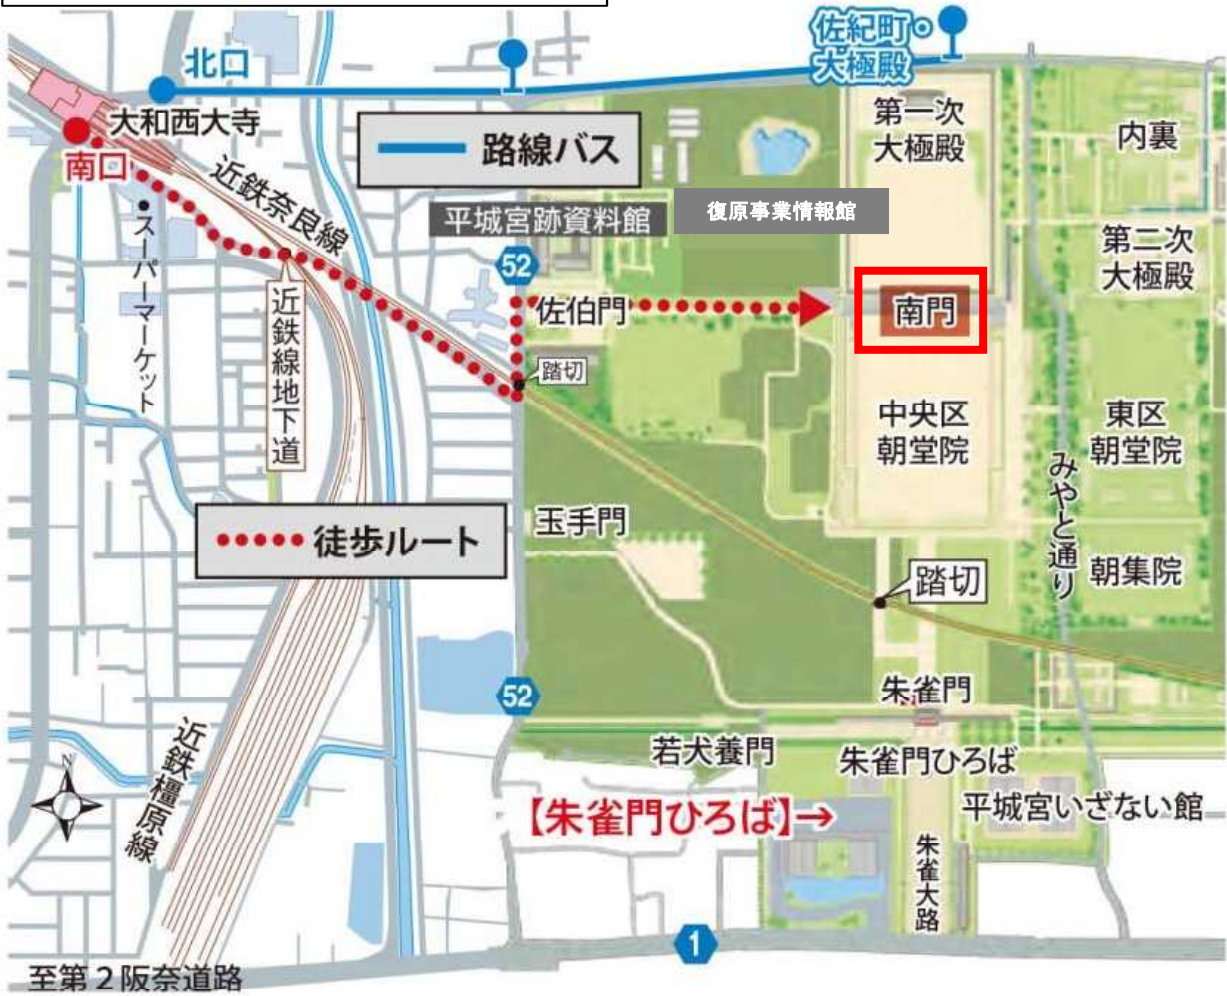 佐紀町・
大極殿
北口
大和西大寺
南口
路線バス
第一次
大極殿
内裏
近鉄奈良線
平城宮跡資料館
復原事業情報館
・スーパーマーケット
52
第二次
大極殿
佐伯門
南門
近鉄線地下道
踏切
中央区
朝堂院
東区
朝堂院
みやと通り
玉手門
徒歩ルート
踏切
朝集院
52
朱雀門
若犬養門
朱雀門ひろば
近鉄橿原線
N
【朱雀門ひろば】→
平城宮いざない館
朱雀大路
1
至第2阪奈道路